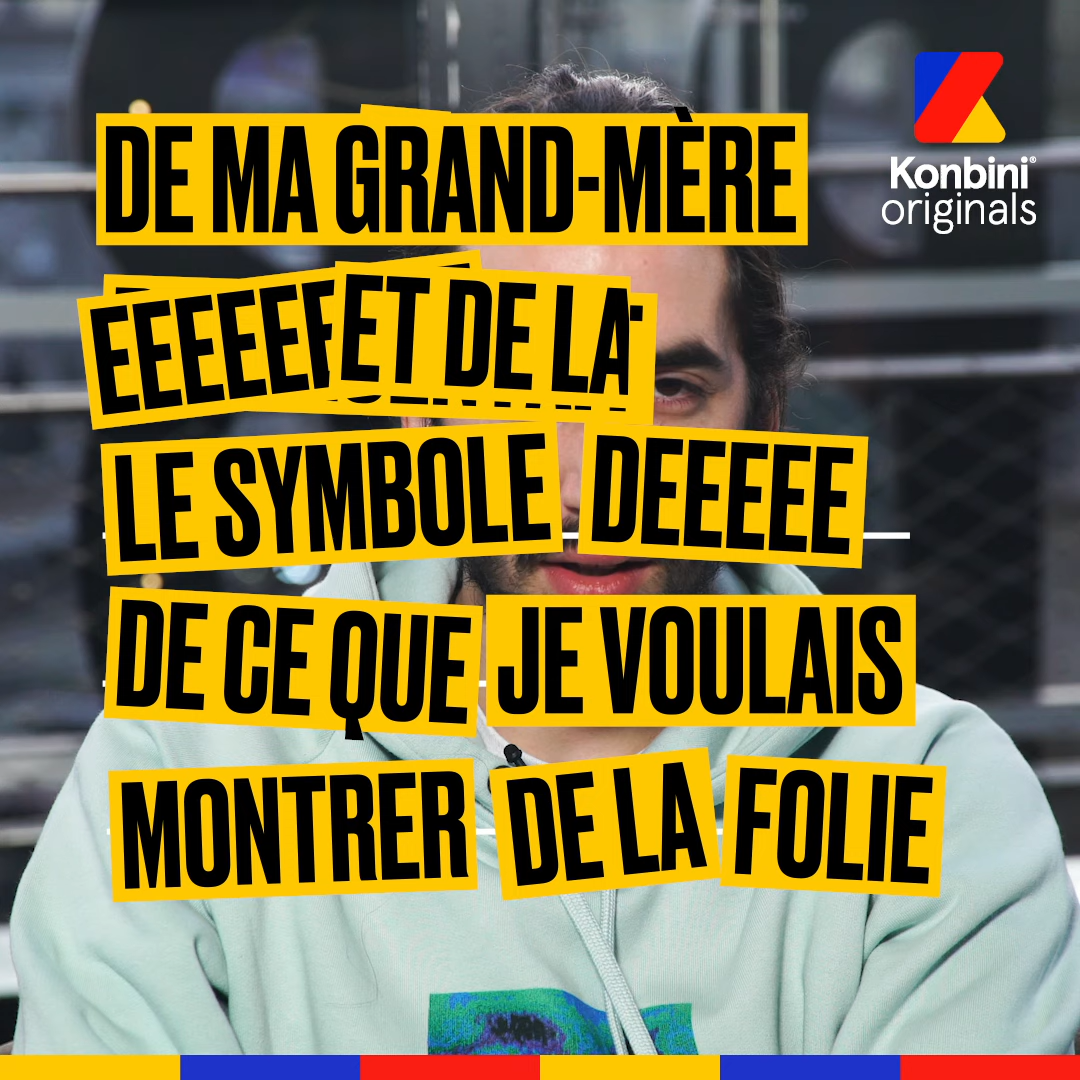 Konbini®
originals
DE MA GRAND-MÈRE
EEEEEE ET DE LA
LE SYMBOLE DEEEEE
DE CE QUE JE VOULAIS
MONTRER DE LA FOLIE